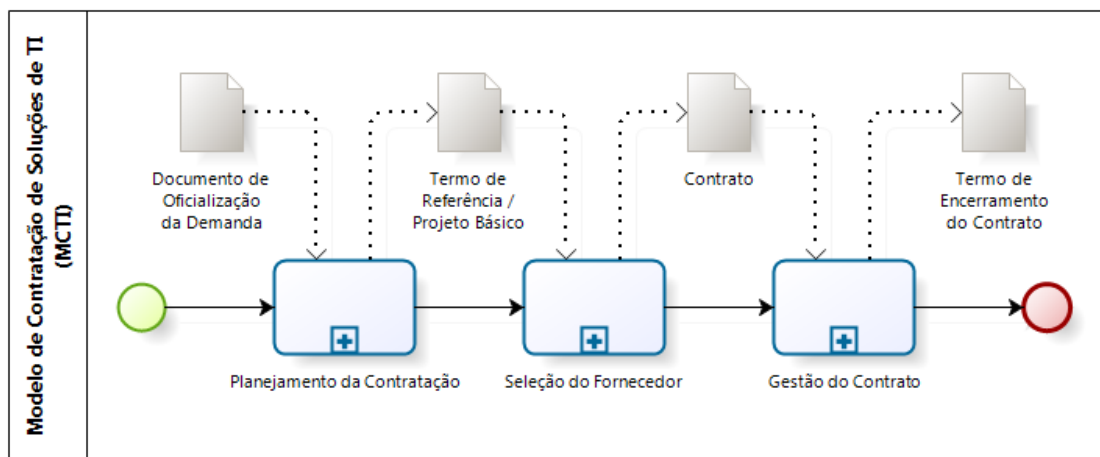 Modelo de Contratação de Soluções de TI
(MCTI)
Documento de
Oficialização
da Demanda
Termo de
Referência /
Projeto Básico
Contrato
Termo de
Encerramento
do Contrato
Planejamento da Contratação
Seleção do Fornecedor
Gestão do Contrato